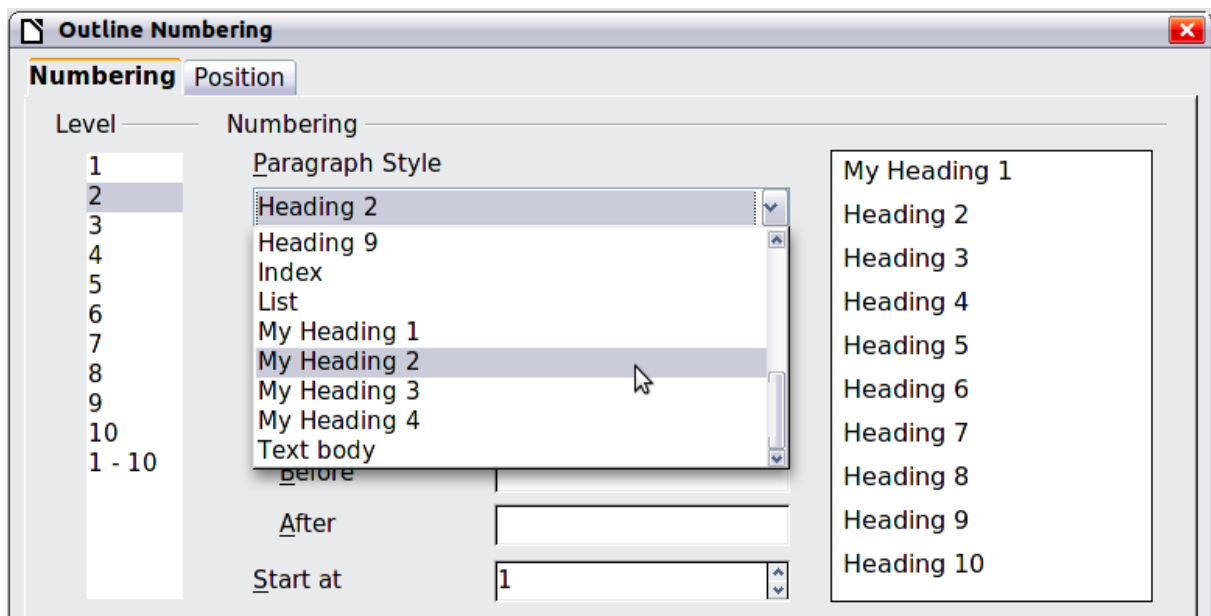 Outline Numbering
Numbering Position
Level
Numbering
1
2
3
4
5
6
7
8
9
10
1 - 10
Paragraph Style
Heading 2
Heading 9
Index
List
My Heading 1
My Heading 2
My Heading 3
My Heading 4
Text body
Before
After
Start at 1
My Heading 1
Heading 2
Heading 3
Heading 4
Heading 5
Heading 6
Heading 7
Heading 8
Heading 9
Heading 10